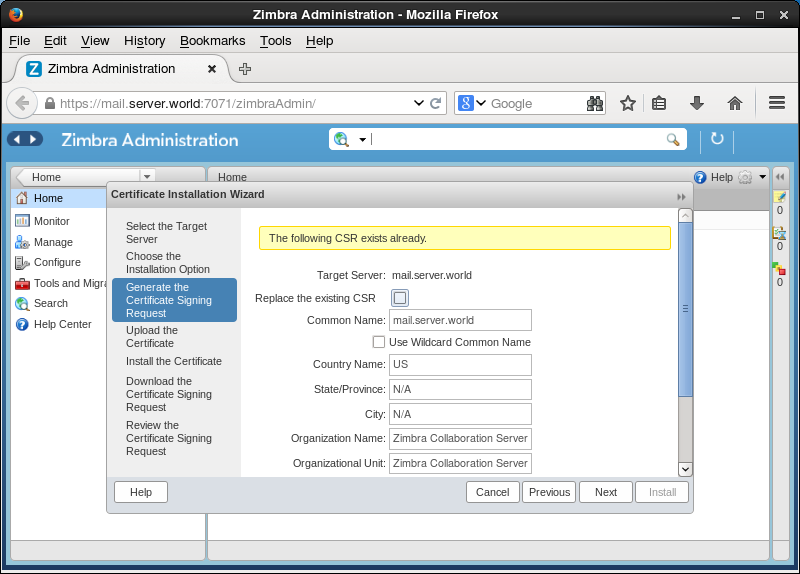 Zimbra Administration - Mozilla Firefox
File Edit View History Bookmarks Tools Help
Zimbra Administration
https://mail.server.world:7071/zimbraAdmin/
Google
Zimbra Administration
Home
Home
Help
Home
Monitor
Manage
Configure
Tools and Migra
Search
Help Center
Certificate Installation Wizard
Select the Target
Server
Choose the
Installation Option
Generate the
Certificate Signing
Request
Upload the
Certificate
Install the Certificate
Download the
Certificate Signing
Request
Review the
Certificate Signing
Request
The following CSR exists already.
Target Server: mail.server.world
Replace the existing CSR
Common Name: mail.server.world
Use Wildcard Common Name
Country Name: US
State/Province: N/A
City: N/A
Organization Name: Zimbra Collaboration Server
Organizational Unit: Zimbra Collaboration Server
Help
Cancel
Previous
Next
Install
0
0
0